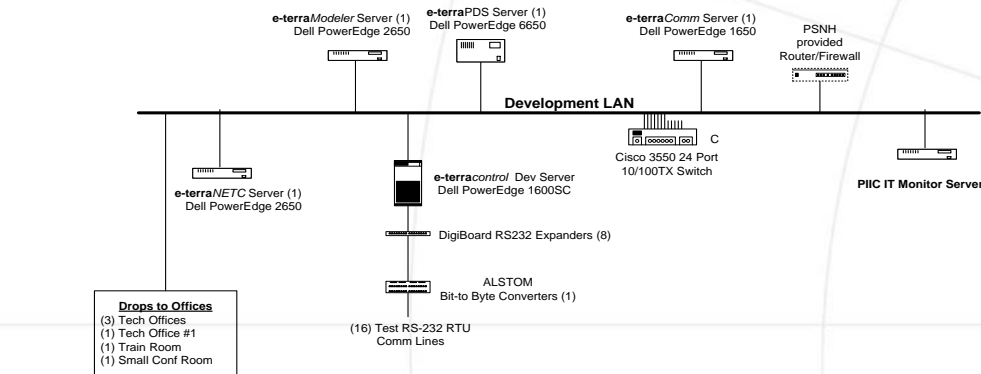 e-terraModeler Server (1)
Dell PowerEdge 2650
e-terraPDS Server (1)
Dell PowerEdge 6650
e-terraComm Server (1)
Dell PowerEdge 1650
PSNH
provided
Router/Firewall
Development LAN
C
Cisco 3550 24 Port
10/100TX Switch
e-terraNETC Server (1)
Dell PowerEdge 2650
e-terracontrol Dev Server
Dell PowerEdge 1600SC
PIIC IT Monitor Server
DigiBoard RS232 Expanders (8)
ALSTOM
Bit-to Byte Converters (1)
(16) Test RS-232 RTU
Comm Lines
Drops to Offices
(3) Tech Offices
(1) Tech Office #1
(1) Train Room
(1) Small Conf Room